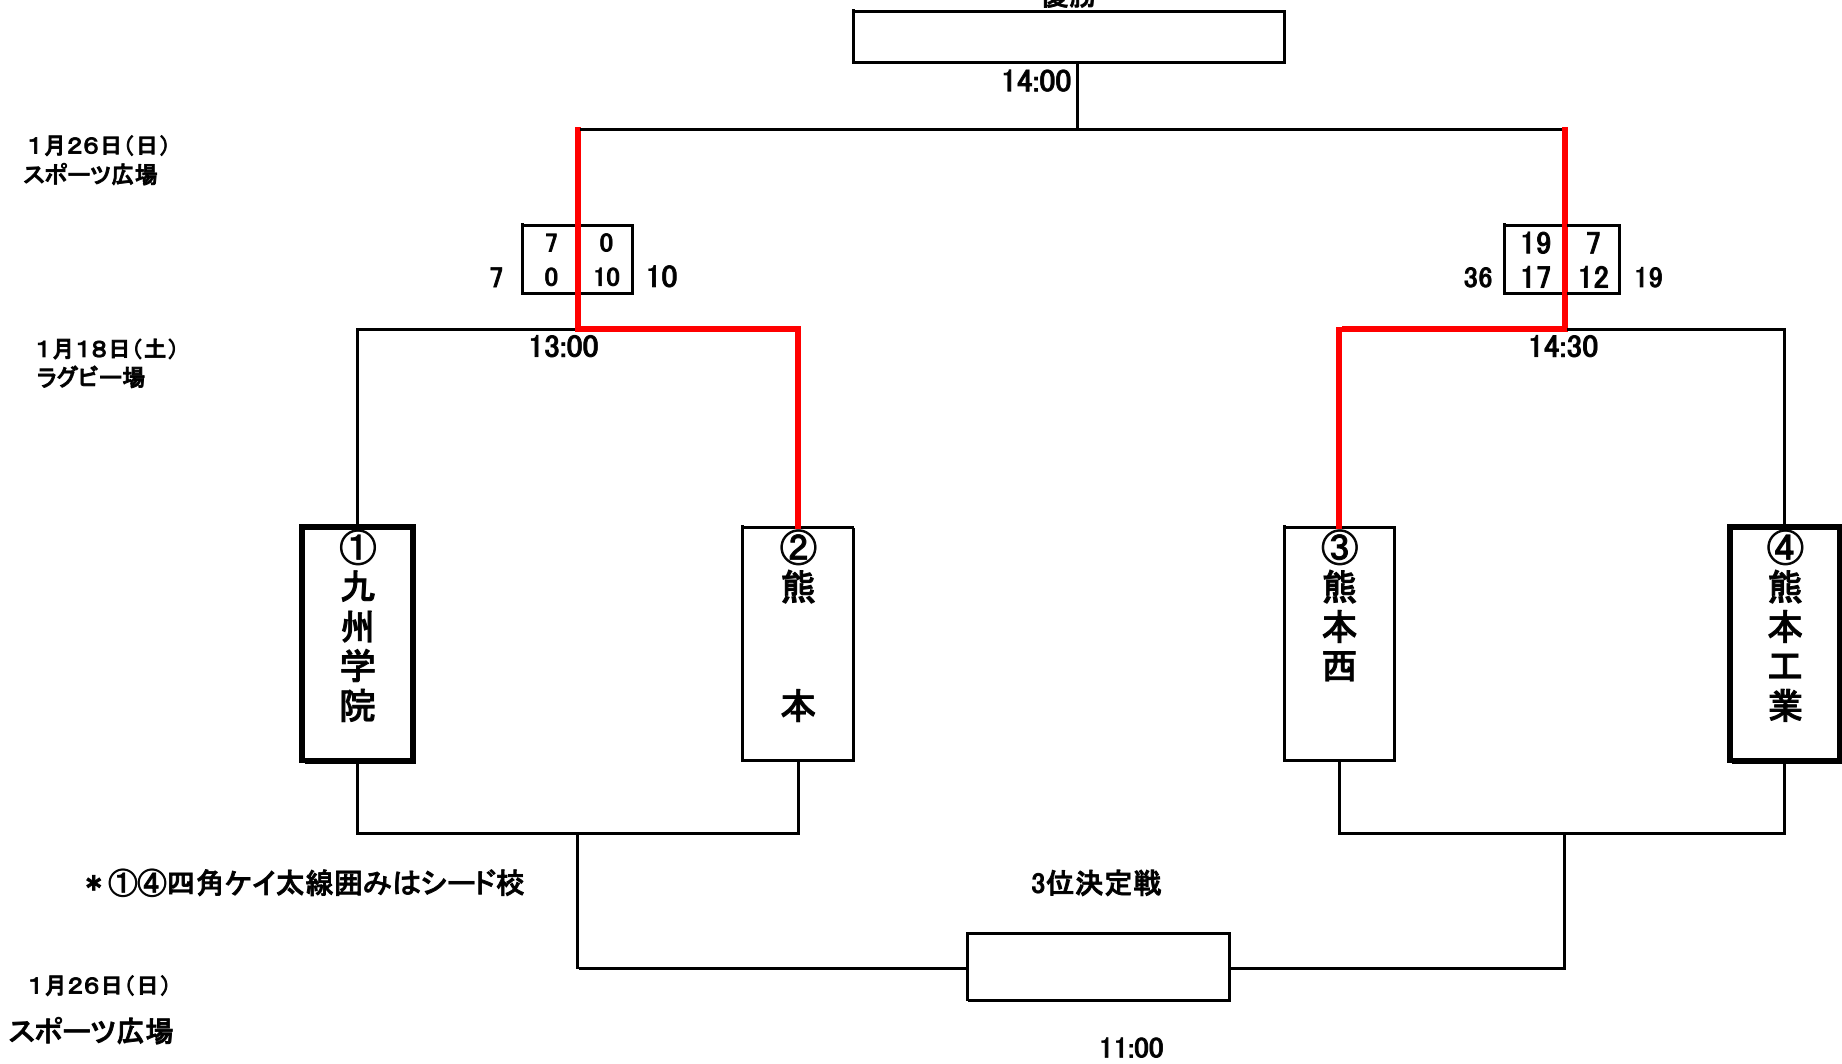 優勝
14:00
1月26日(日)
スポーツ広場
7 0
7 0 10 10
19 7
36 17 12 19
1月18日(土)
ラグビー場
13:00
14:30
①九州学院
②熊 本
③熊本西
④熊本工業
*①④四角ケイ太線囲みはシード校
3位決定戦
1月26日(日)
スポーツ広場
11:00